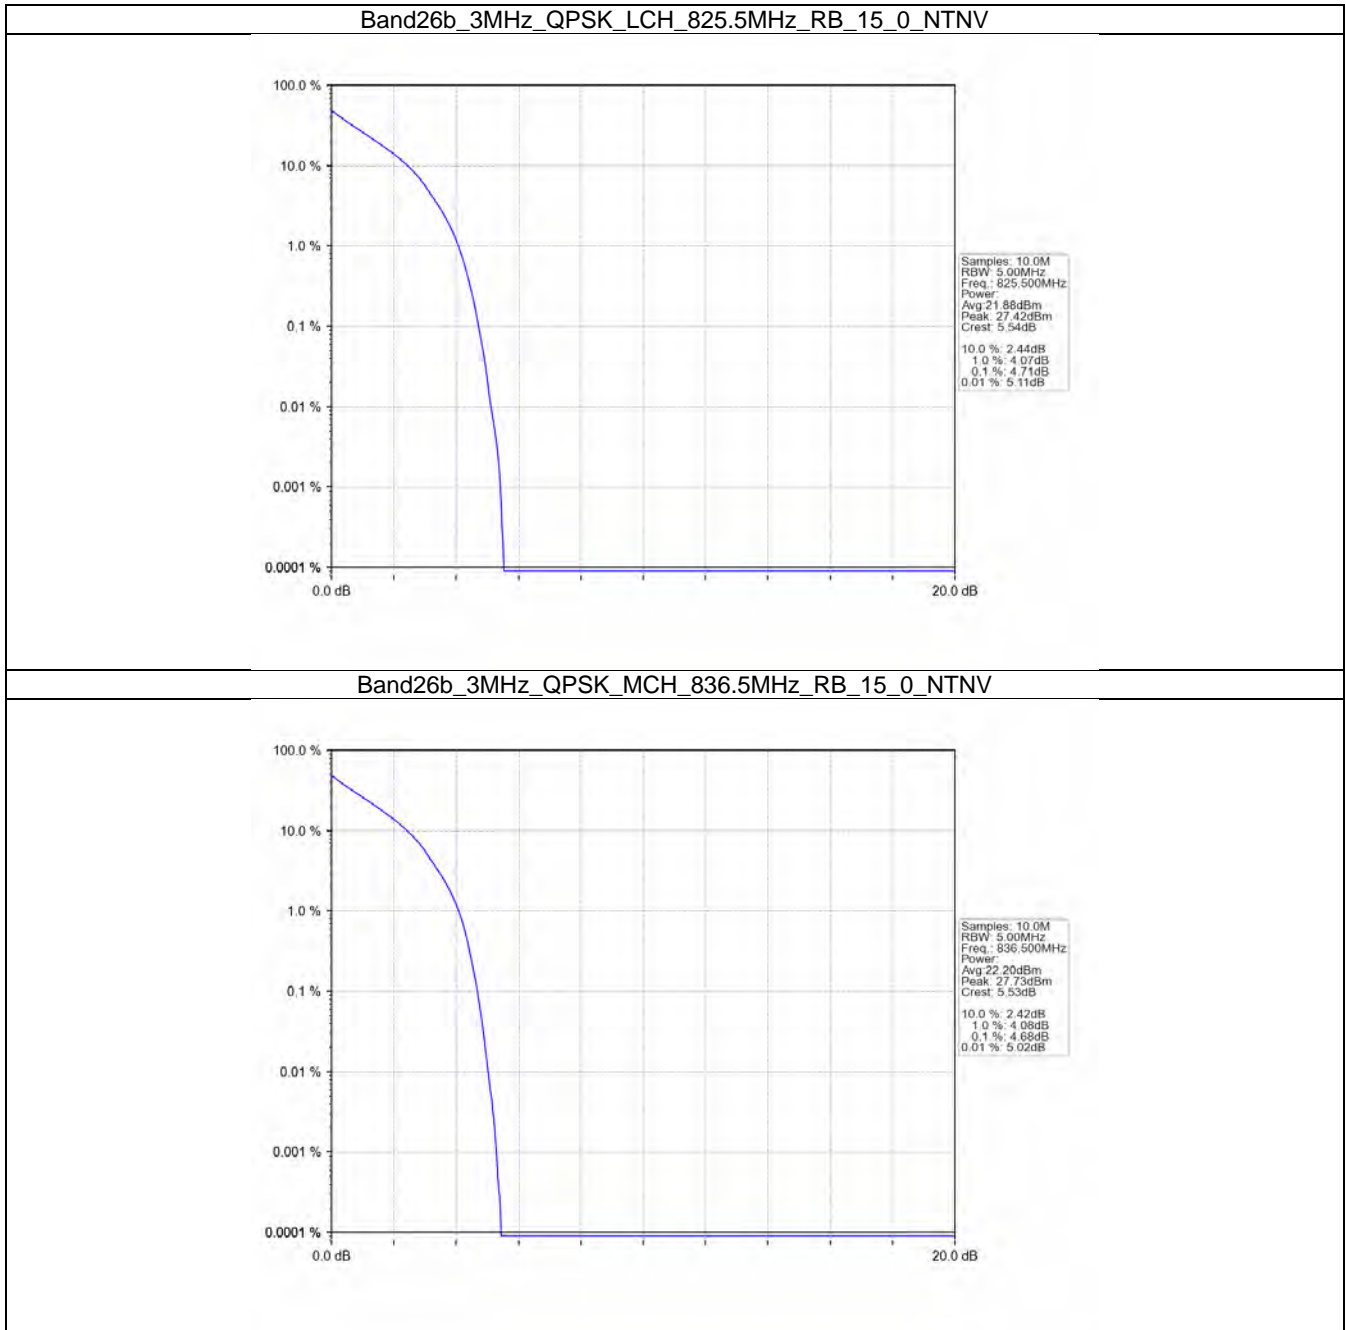 Band26b_3MHz_QPSK_LCH_825.5MHz_RB_15_0_NTNV
100.0 %
10.0 %
1.0 %
0.1 %
0.01 %
0.001 %
0.0001 %
0.0 dB
20.0 dB
Samples: 10.0M
RBW: 5.00MHz
Freq.: 825,500MHz
Power:
Avg:21.88dBm
Peak: 27.42dBm
Crest: 5.54dB
10.0 %: 2.44dB
1.0 %: 4.07dB
0.1 %: 4.71dB
0.01 %: 5.11dB
Band26b_3MHz_QPSK_MCH_836.5MHz_RB_15_0_NTNV
100.0 %
10.0 %
1.0 %
0.1 %
0.01 %
0.001 %
0.0001 %
0.0 dB
20.0 dB
Samples: 10.0M
RBW: 5.00MHz
Freq.: 836,500MHz
Power:
Avg:22.20dBm
Peak: 27.73dBm
Crest: 5.53dB
10.0 %: 2.42dB
1.0 %: 4.08dB
0.1 %: 4.68dB
0.01 %: 5.02dB